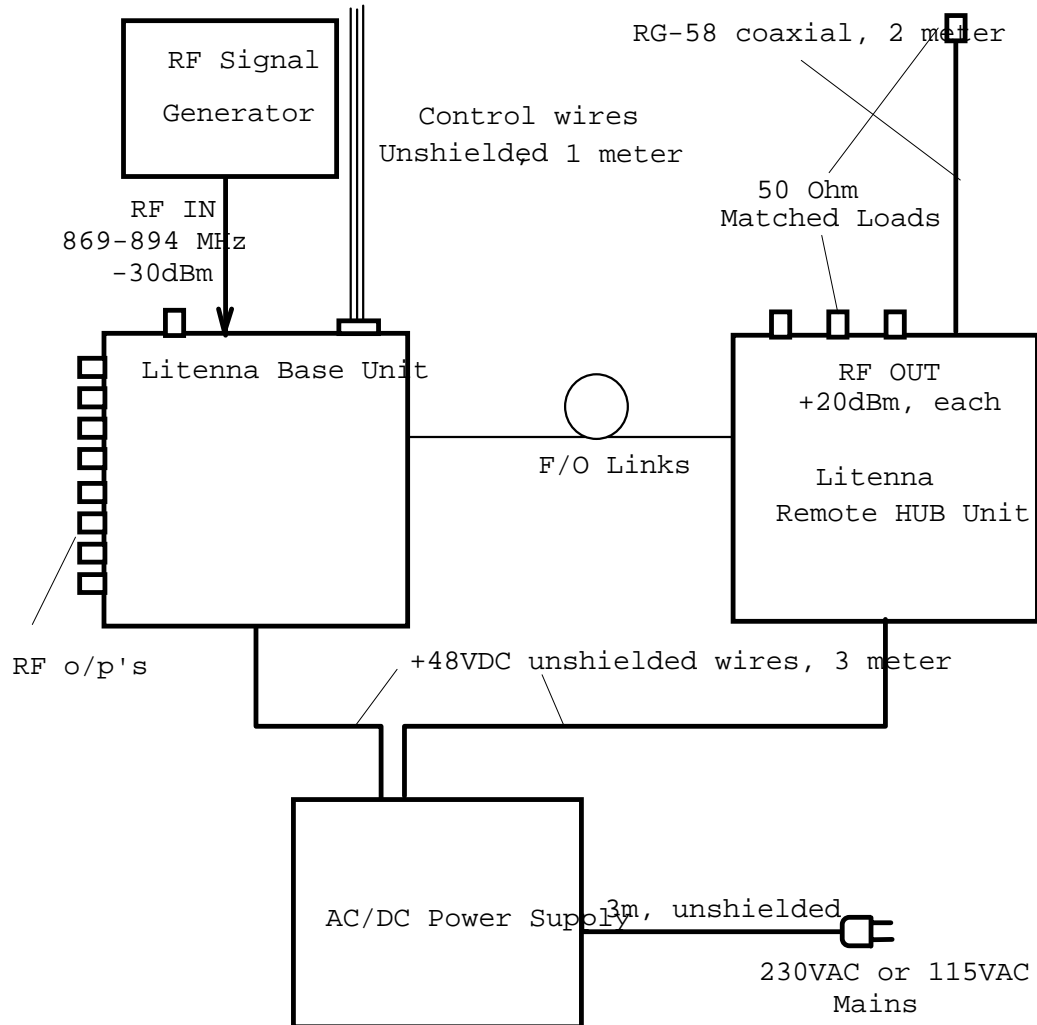 RG-58 coaxial, 2 meter
RF Signal
Generator
Control wires
Unshielded, 1 meter
50 Ohm
Matched Loads
RF IN
869-894 MHz
-30dBm
Litenna Base Unit
RF OUT
+20dBm, each
F/O Links
Litenna
Remote HUB Unit
RF o/p's
+48VDC unshielded wires, 3 meter
AC/DC Power Supply
3m, unshielded
230VAC or 115VAC
Mains